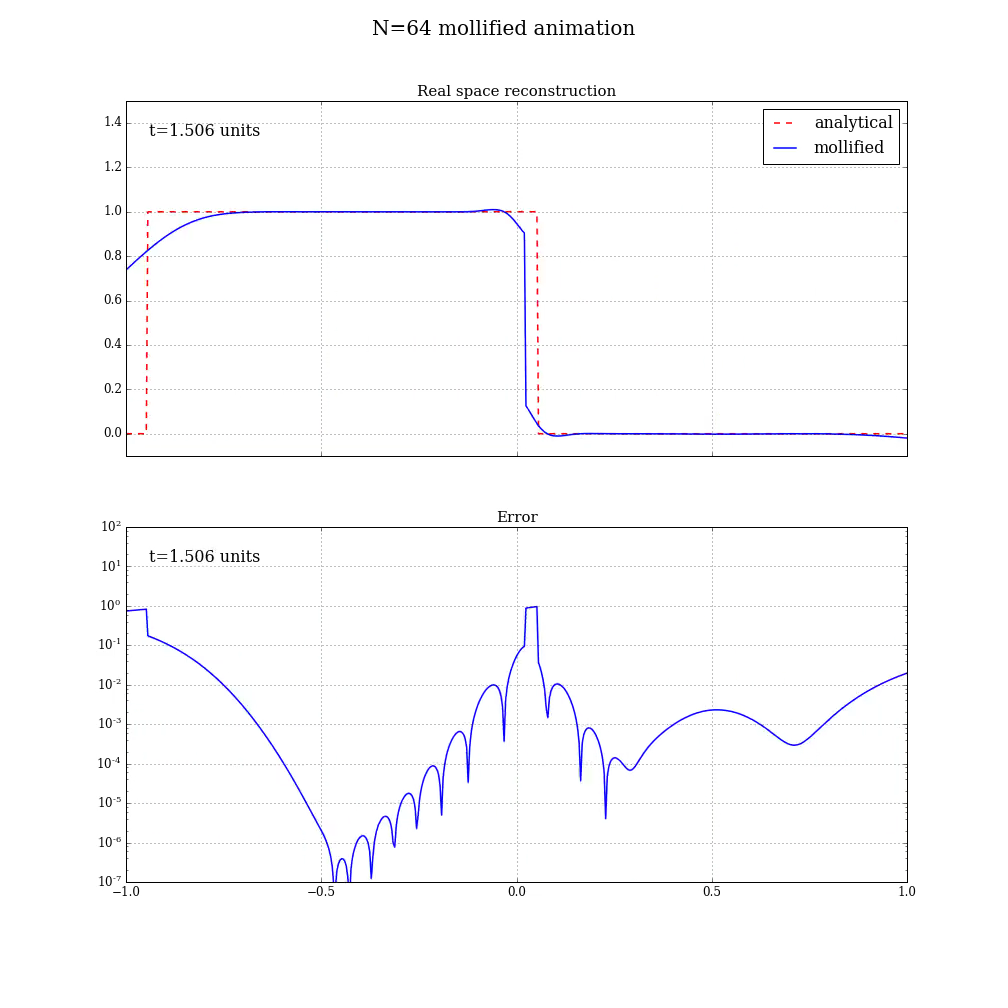 N=64 mollified animation
Real space reconstruction
t=1.506 units
analytical
mollified
1.4
1.2
1.0
0.8
0.6
0.4
0.2
0.0
Error
t=1.506 units
10²
10¹
10⁰
10⁻¹
10⁻²
10⁻³
10⁻⁴
10⁻⁵
10⁻⁶
10⁻⁷
−1.0 −0.5 0.0 0.5 1.0